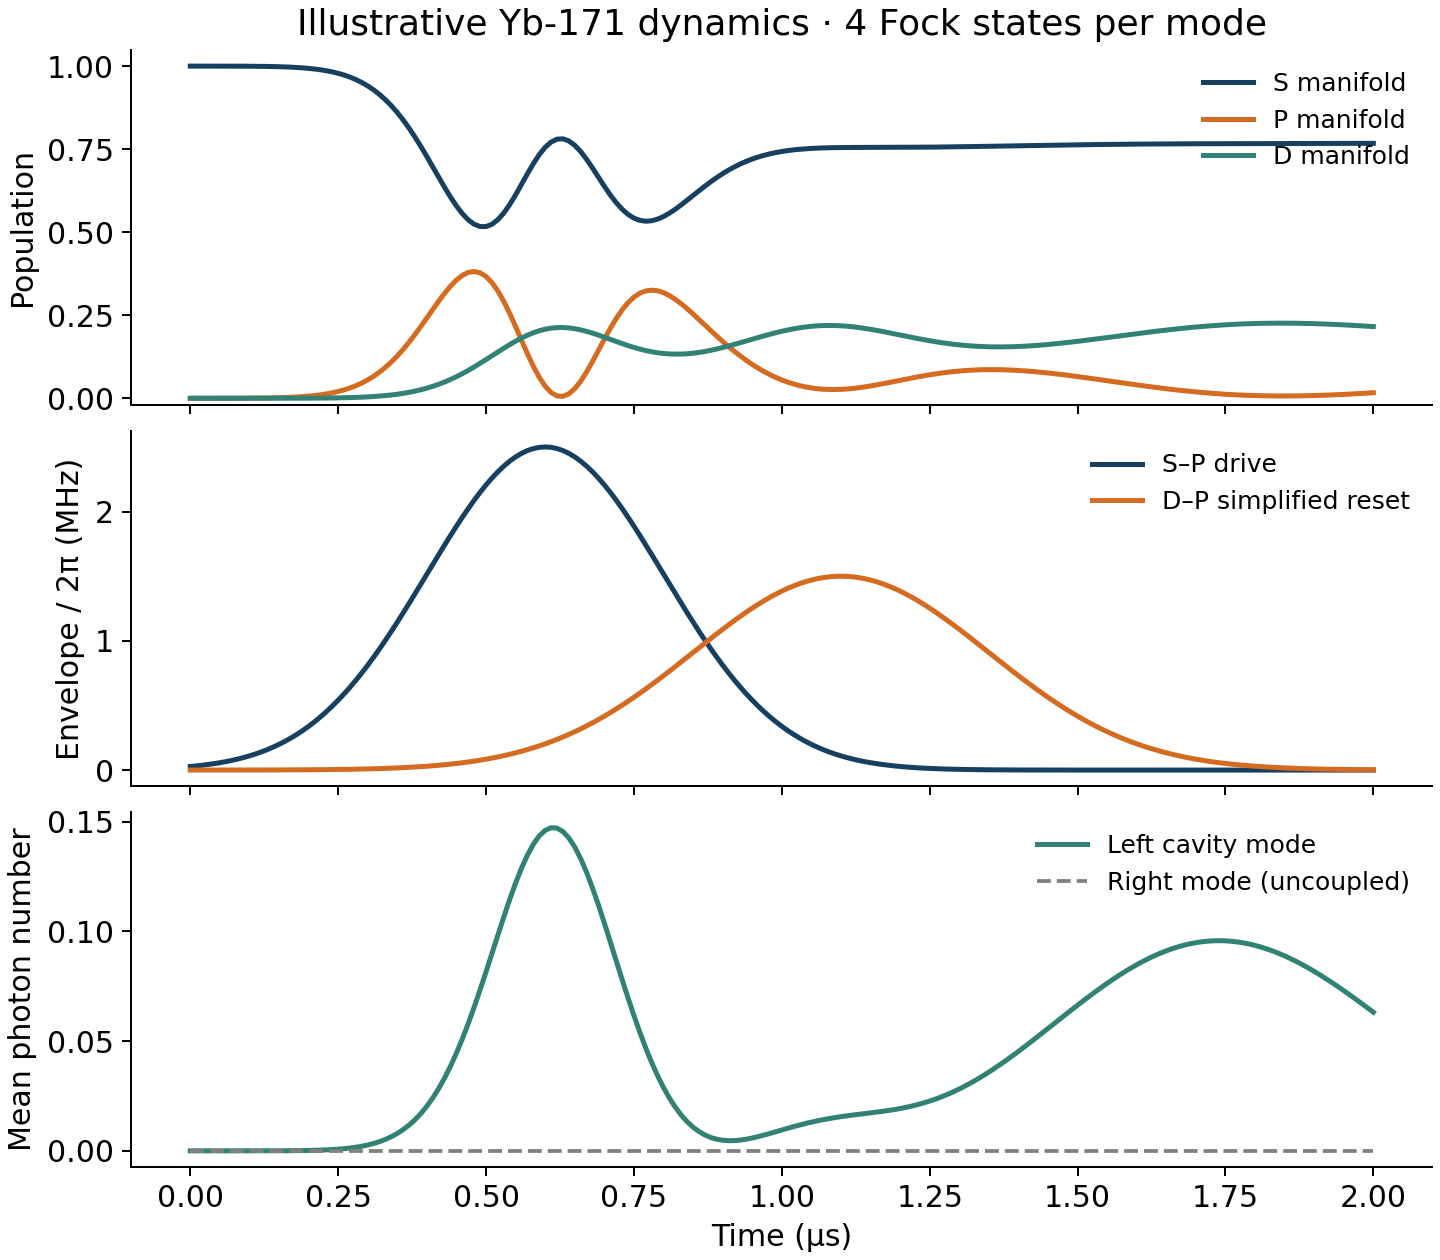 Illustrative Yb-171 dynamics · 4 Fock states per mode
Population
1.00
0.75
0.50
0.25
0.00
S manifold
P manifold
D manifold
Envelope / 2π (MHz)
2
1
0
S–P drive
D–P simplified reset
Mean photon number
0.15
0.10
0.05
0.00
Left cavity mode
Right mode (uncoupled)
0.00 0.25 0.50 0.75 1.00 1.25 1.50 1.75 2.00
Time (μs)